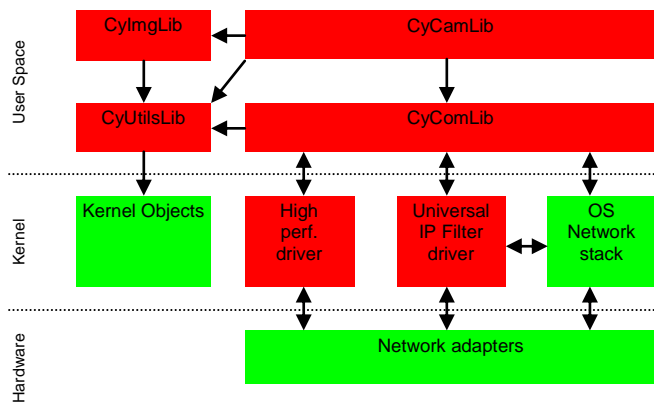 User Space
CyImgLib
CyCamLib
CyUtilsLib
CyComLib
Kernel
Kernel Objects
High
perf.
driver
Universal
IP Filter
driver
OS
Network
stack
Hardware
Network adapters